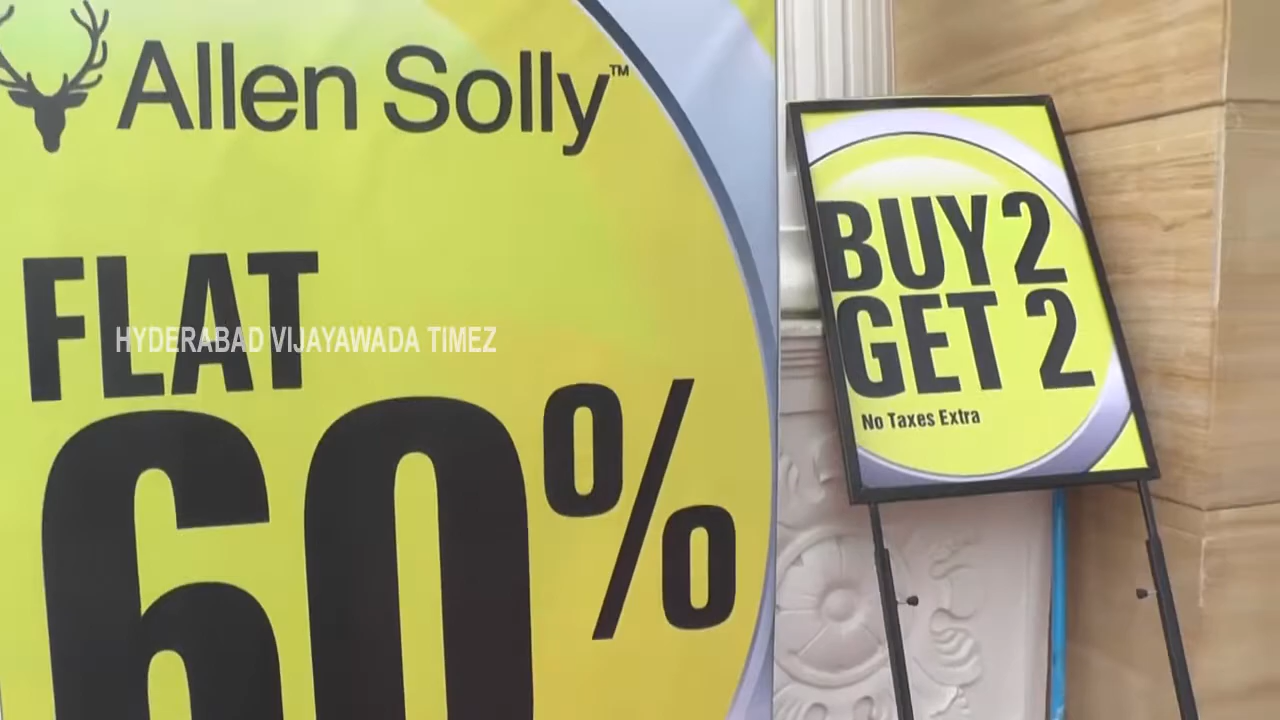 Allen Solly™
FLAT
HYDERABAD VIJAYAWADA TIMEZ
60%
BUY 2
GET 2
No Taxes Extra